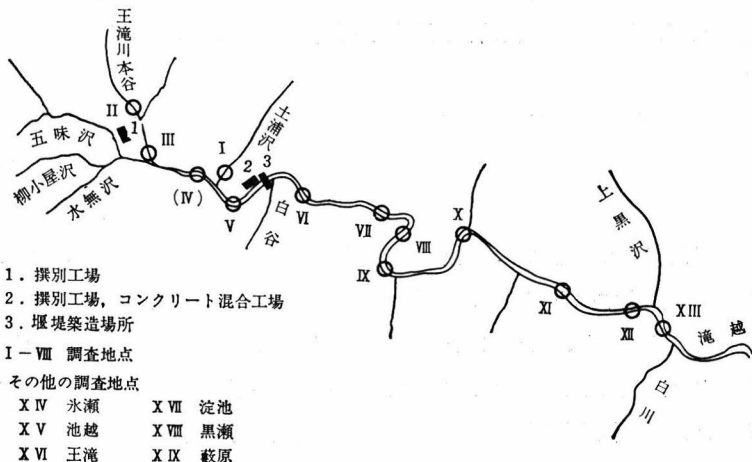 王滝川本谷
II
1
五味沢
III
I
土浦沢
2
3
柳小屋沢
水無沢
(IV)
V
白谷
VI
VII
VIII
IX
X
上黒沢
XI
XII
XIII
滝越
白川
1. 撰別工場
2. 撰別工場,コンクリート混合工場
3. 堰堤築造場所
I-VIII 調査地点
その他の調査地点
XIV 氷瀬 XVII 淀池
XV 池越 XVIII 黒瀬
XVI 王滝 XIX 藪原